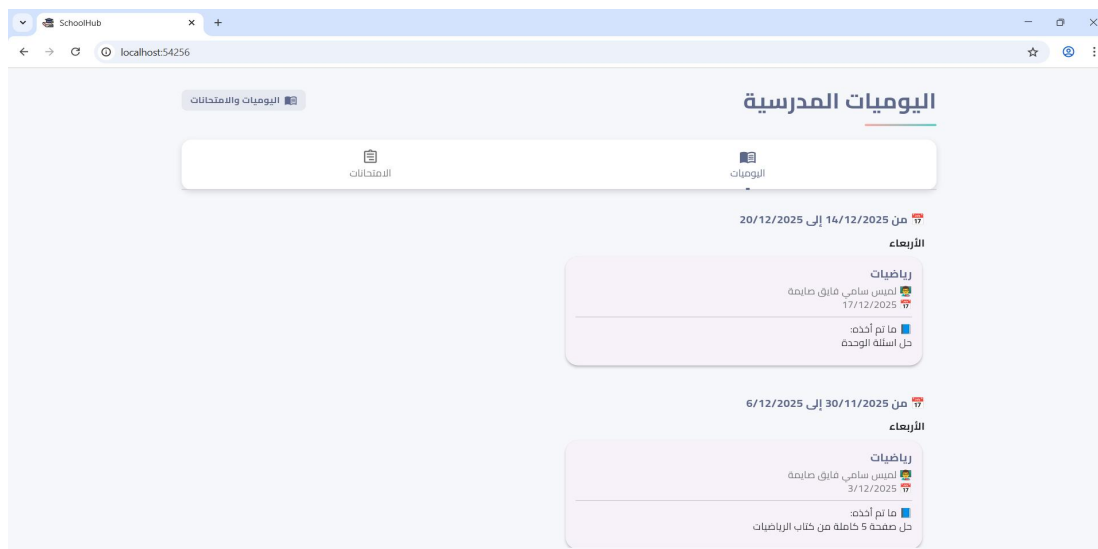 SchoolHub
localhost:54256
اليوميات المدرسية
اليوميات والامتحانات
اليوميات
الامتحانات
من 14/12/2025 إلى 20/12/2025
الأربعاء
رياضيات
لميس سامي فايق صايمة
17/12/2025
ما تم أخذه:
حل اسئلة الوحدة
من 30/11/2025 إلى 6/12/2025
الأربعاء
رياضيات
لميس سامي فايق صايمة
3/12/2025
ما تم أخذه:
حل صفحة 5 كاملة من كتاب الرياضيات